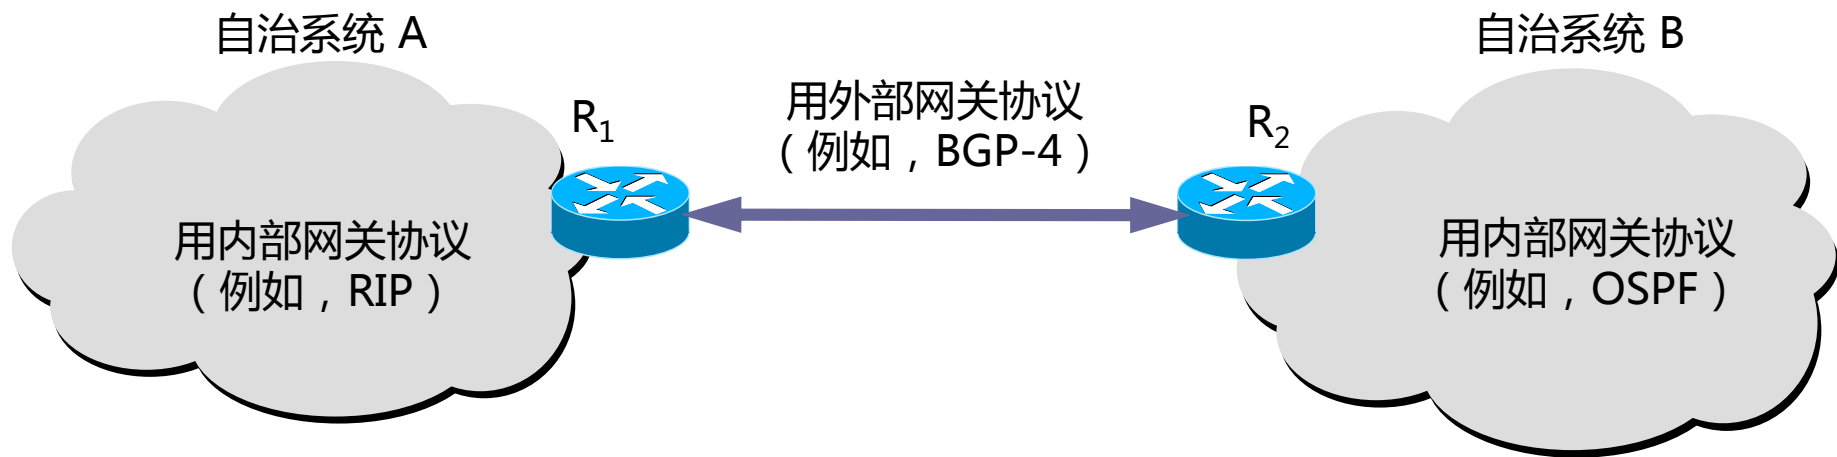 自治系统 A
自治系统 B
R1
用外部网关协议
（例如，BGP-4）
R2
用内部网关协议
（例如，RIP）
用内部网关协议
（例如，OSPF）